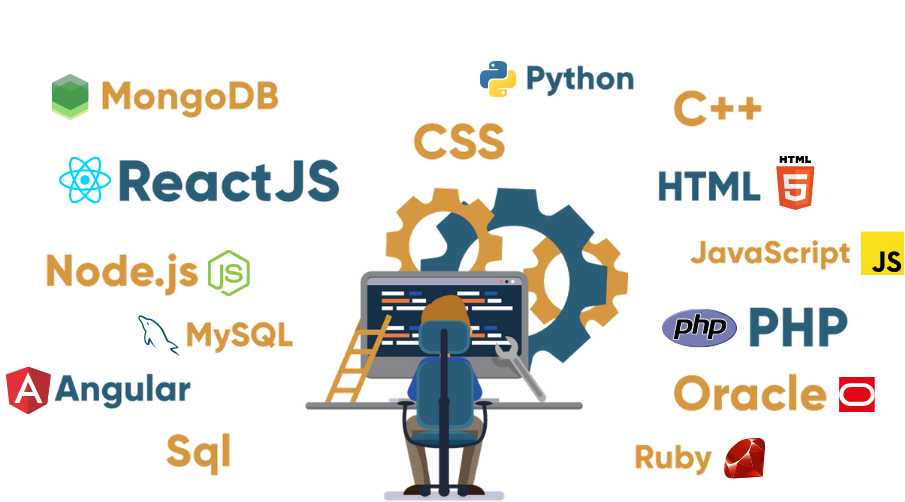 MongoDB
Python
C++
CSS
ReactJS
HTML
HTML
5
Node.js
JS
JavaScript
JS
MySQL
php
PHP
A
Angular
Oracle
Sql
Ruby